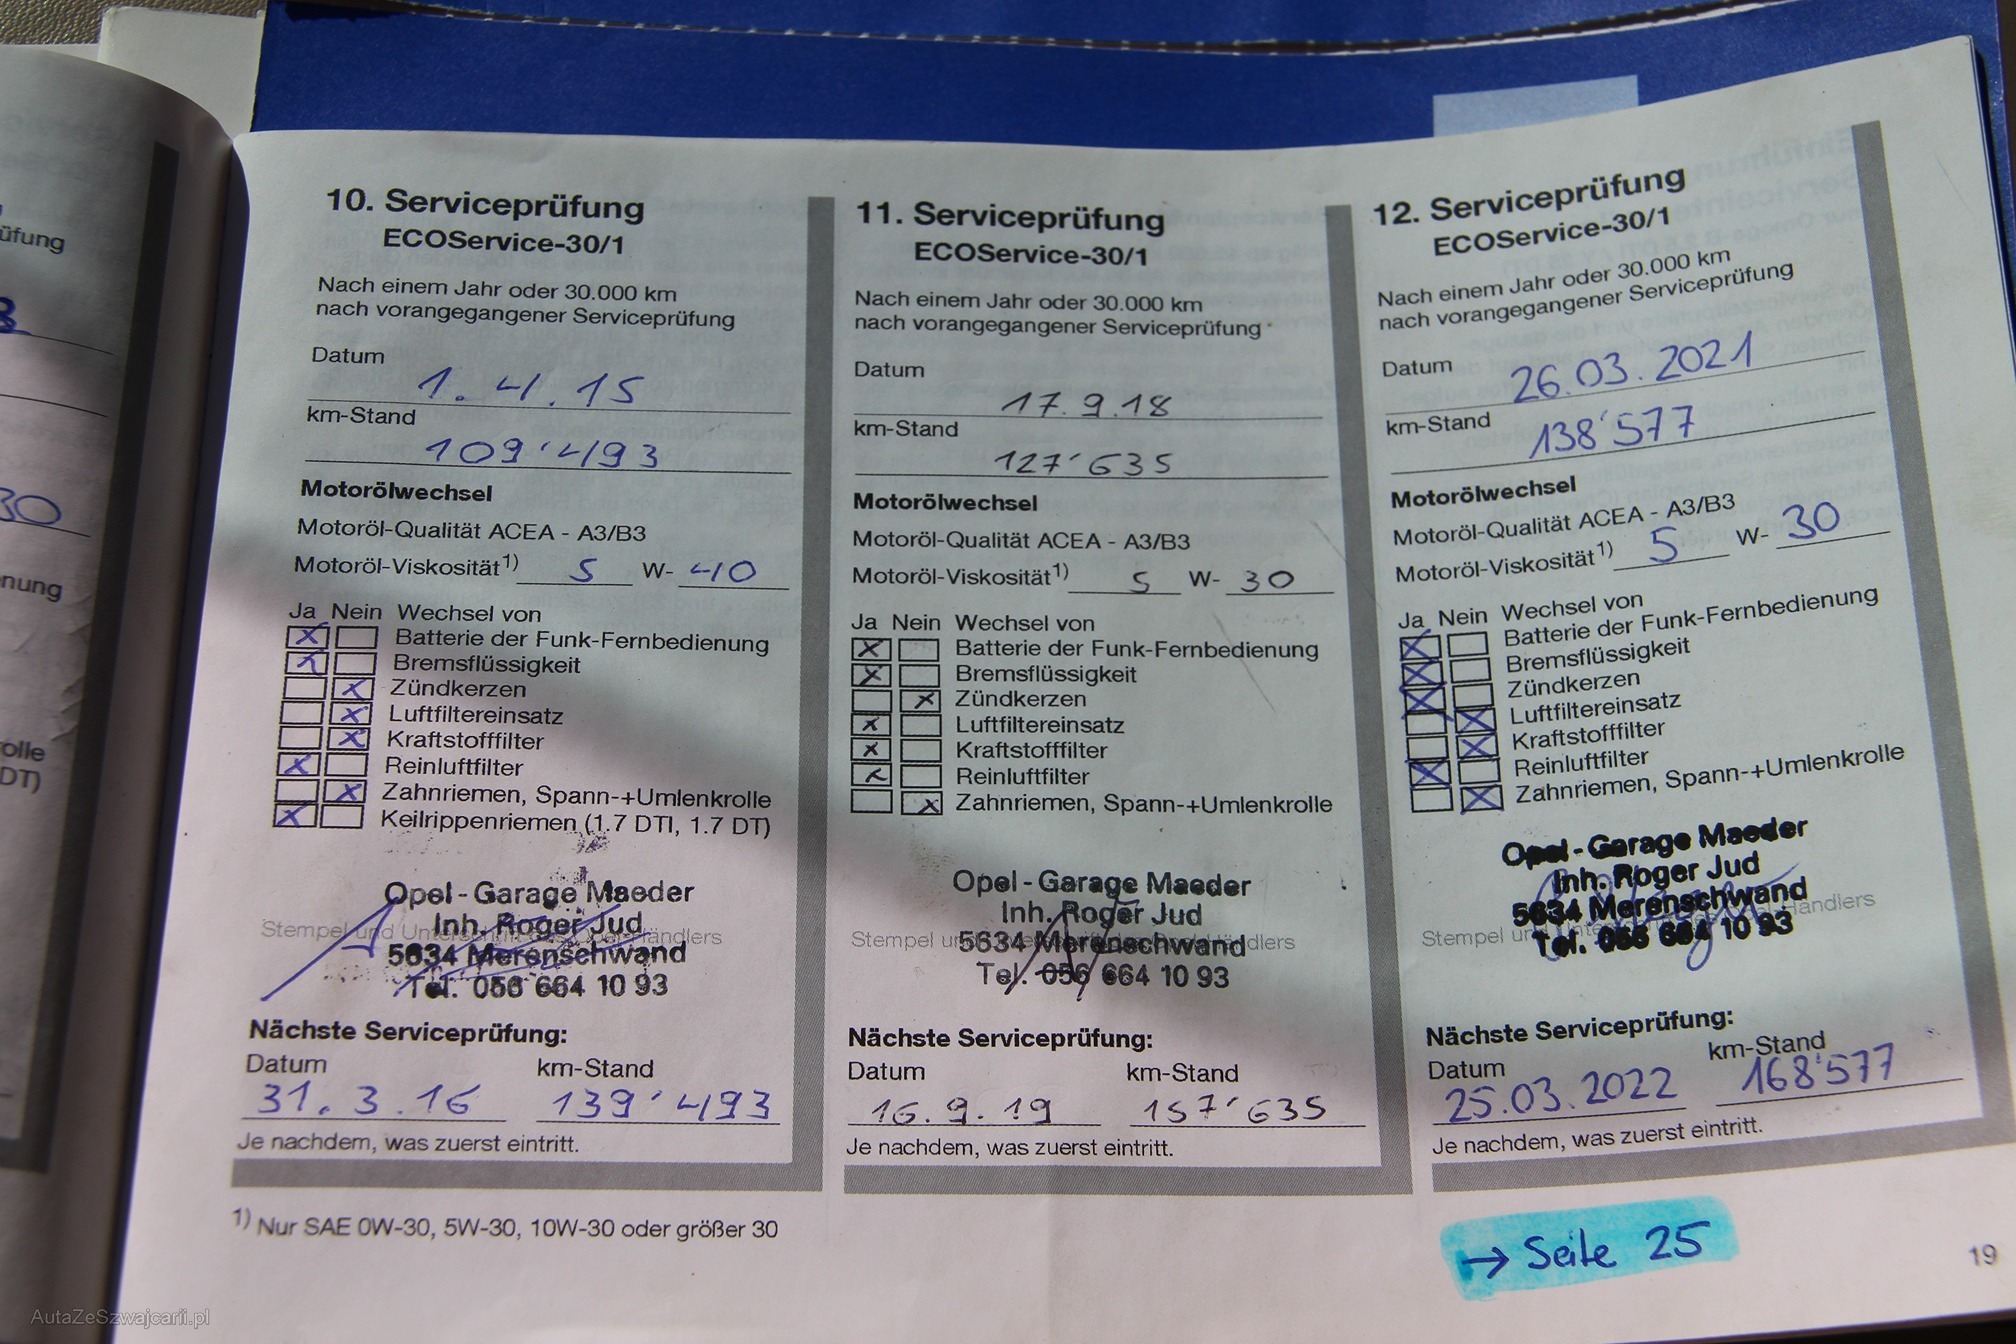 üfung
30
nung
olle
DT)
10. Serviceprüfung
ECOService-30/1
Nach einem Jahr oder 30.000 km
nach vorangegangener Serviceprüfung
Datum
1. 4. 15
km-Stand
109'493
Motorölwechsel
Motoröl-Qualität ACEA - A3/B3
Motoröl-Viskosität1) 5 W- 40
Ja Nein Wechsel von
Batterie der Funk-Fernbedienung
Bremsflüssigkeit
Zündkerzen
Luftfiltereinsatz
Kraftstofffilter
Reinluftfilter
Zahnriemen, Spann-+Umlenkrolle
Keilrippenriemen (1.7 DTI, 1.7 DT)
Opel-Garage Maeder
Inh. Roger Jud
Stempel und Händlers
5634 Merenschwand
Tel. 056 664 10 93
Nächste Serviceprüfung:
Datum km-Stand
31. 3. 16 139'493
Je nachdem, was zuerst eintritt.
1) Nur SAE 0W-30, 5W-30, 10W-30 oder größer 30
11. Serviceprüfung
ECOService-30/1
Nach einem Jahr oder 30.000 km
nach vorangegangener Serviceprüfung
Datum
17. 9. 18
km-Stand
127'635
Motorölwechsel
Motoröl-Qualität ACEA - A3/B3
Motoröl-Viskosität1) 5 W- 30
Ja Nein Wechsel von
Batterie der Funk-Fernbedienung
Bremsflüssigkeit
Zündkerzen
Luftfiltereinsatz
Kraftstofffilter
Reinluftfilter
Zahnriemen, Spann-+Umlenkrolle
Opel-Garage Maeder
Inh. Roger Jud
Stempel Händlers
5634 Merenschwand
Tel. 056 664 10 93
Nächste Serviceprüfung:
Datum km-Stand
16. 9. 19 157'635
Je nachdem, was zuerst eintritt.
12. Serviceprüfung
ECOService-30/1
Nach einem Jahr oder 30.000 km
nach vorangegangener Serviceprüfung
Datum
26.03.2021
km-Stand
138'577
Motorölwechsel
Motoröl-Qualität ACEA - A3/B3
Motoröl-Viskosität1) 5 W- 30
Ja Nein Wechsel von
Batterie der Funk-Fernbedienung
Bremsflüssigkeit
Zündkerzen
Luftfiltereinsatz
Kraftstofffilter
Reinluftfilter
Zahnriemen, Spann-+Umlenkrolle
Opel-Garage Maeder
Inh. Roger Jud
5634 Merenschwand
Stempel Händlers
Tel. 056 664 10 93
Nächste Serviceprüfung:
Datum km-Stand
25.03.2022 168'577
Je nachdem, was zuerst eintritt.
→ Seite 25
19
AutaZeSzwajcarii.pl